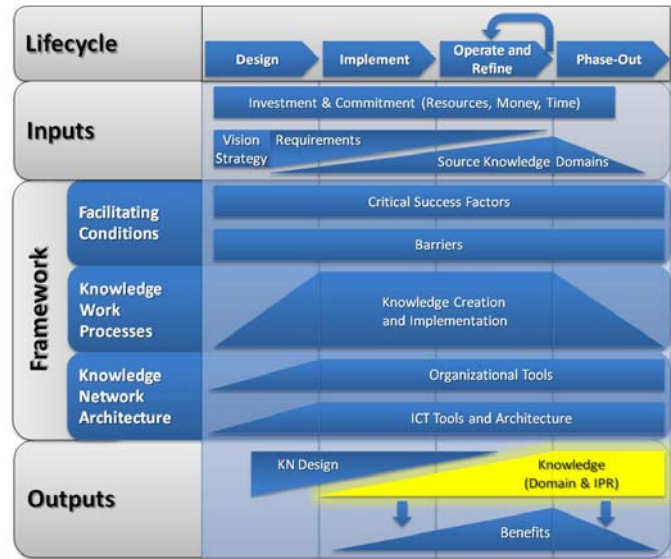 Lifecycle
Design
Implement
Operate and
Refine
Phase-Out
Inputs
Investment & Commitment (Resources, Money, Time)
Vision
Strategy
Requirements
Source Knowledge Domains
Framework
Facilitating
Conditions
Critical Success Factors
Barriers
Knowledge
Work
Processes
Knowledge Creation
and Implementation
Knowledge
Network
Architecture
Organizational Tools
ICT Tools and Architecture
Outputs
KN Design
Knowledge
(Domain & IPR)
Benefits